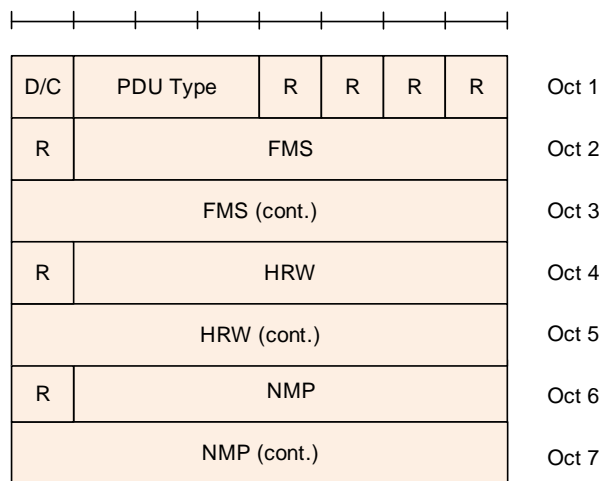 D/C PDU Type R R R R Oct 1
R FMS Oct 2
FMS (cont.) Oct 3
R HRW Oct 4
HRW (cont.) Oct 5
R NMP Oct 6
NMP (cont.) Oct 7